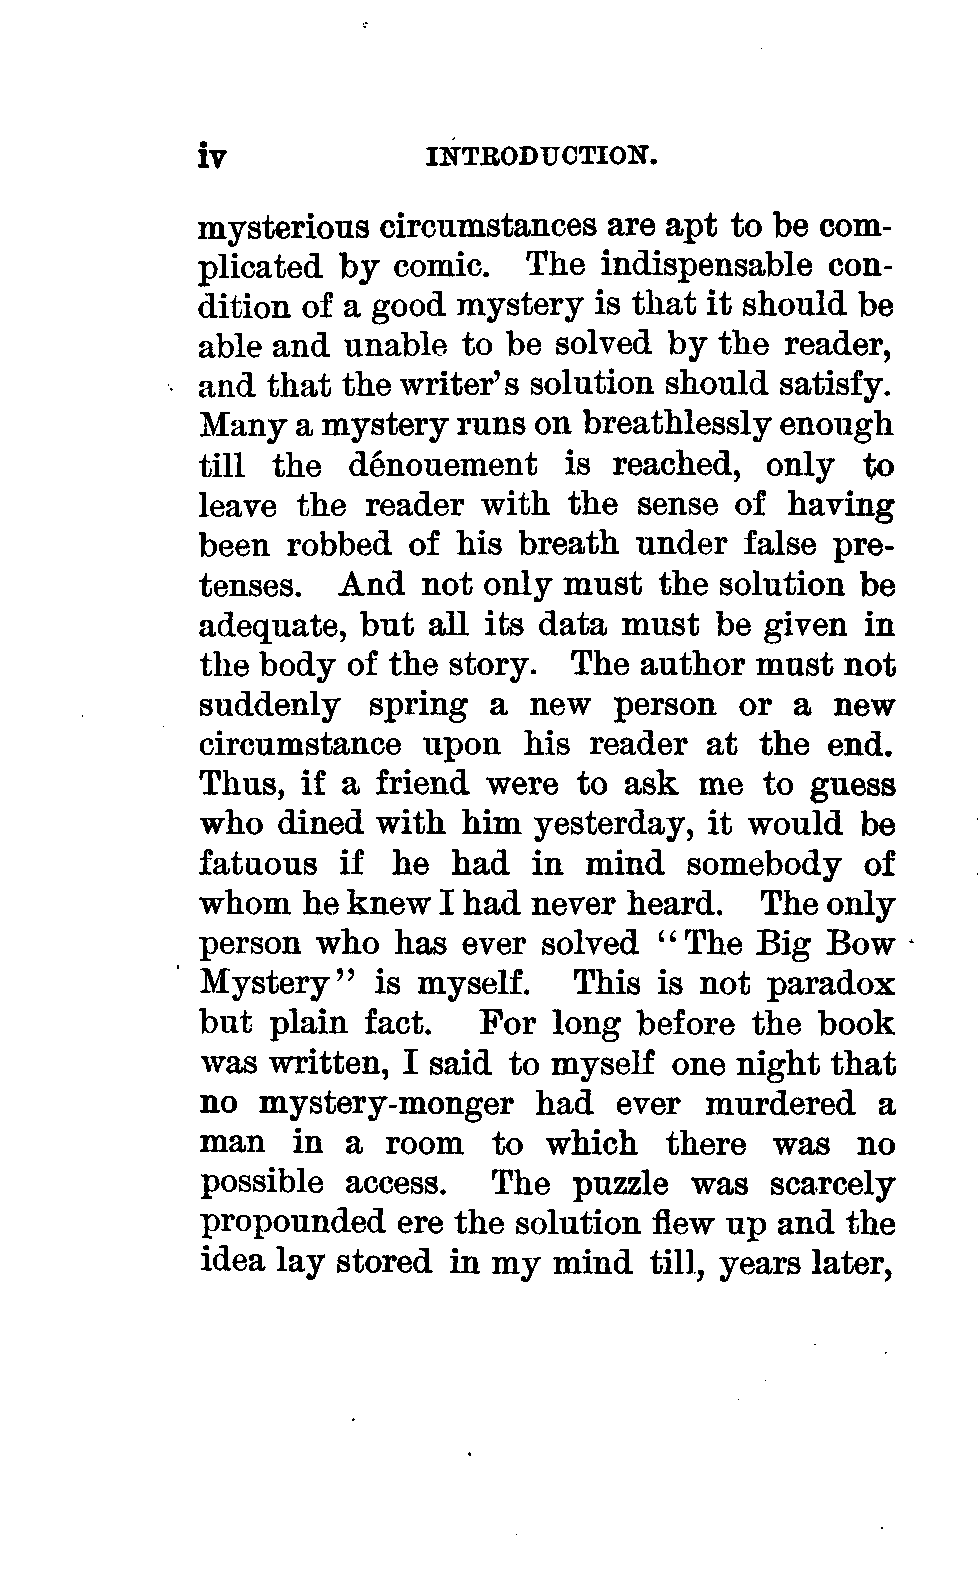 iv INTRODUCTION.
mysterious circumstances are apt to be com-
plicated by comic. The indispensable con-
dition of a good mystery is that it should be
able and unable to be solved by the reader,
and that the writer's solution should satisfy.
Many a mystery runs on breathlessly enough
till the dénouement is reached, only to
leave the reader with the sense of having
been robbed of his breath under false pre-
tenses. And not only must the solution be
adequate, but all its data must be given in
the body of the story. The author must not
suddenly spring a new person or a new
circumstance upon his reader at the end.
Thus, if a friend were to ask me to guess
who dined with him yesterday, it would be
fatuous if he had in mind somebody of
whom he knew I had never heard. The only
person who has ever solved "The Big Bow
Mystery" is myself. This is not paradox
but plain fact. For long before the book
was written, I said to myself one night that
no mystery-monger had ever murdered a
man in a room to which there was no
possible access. The puzzle was scarcely
propounded ere the solution flew up and the
idea lay stored in my mind till, years later,